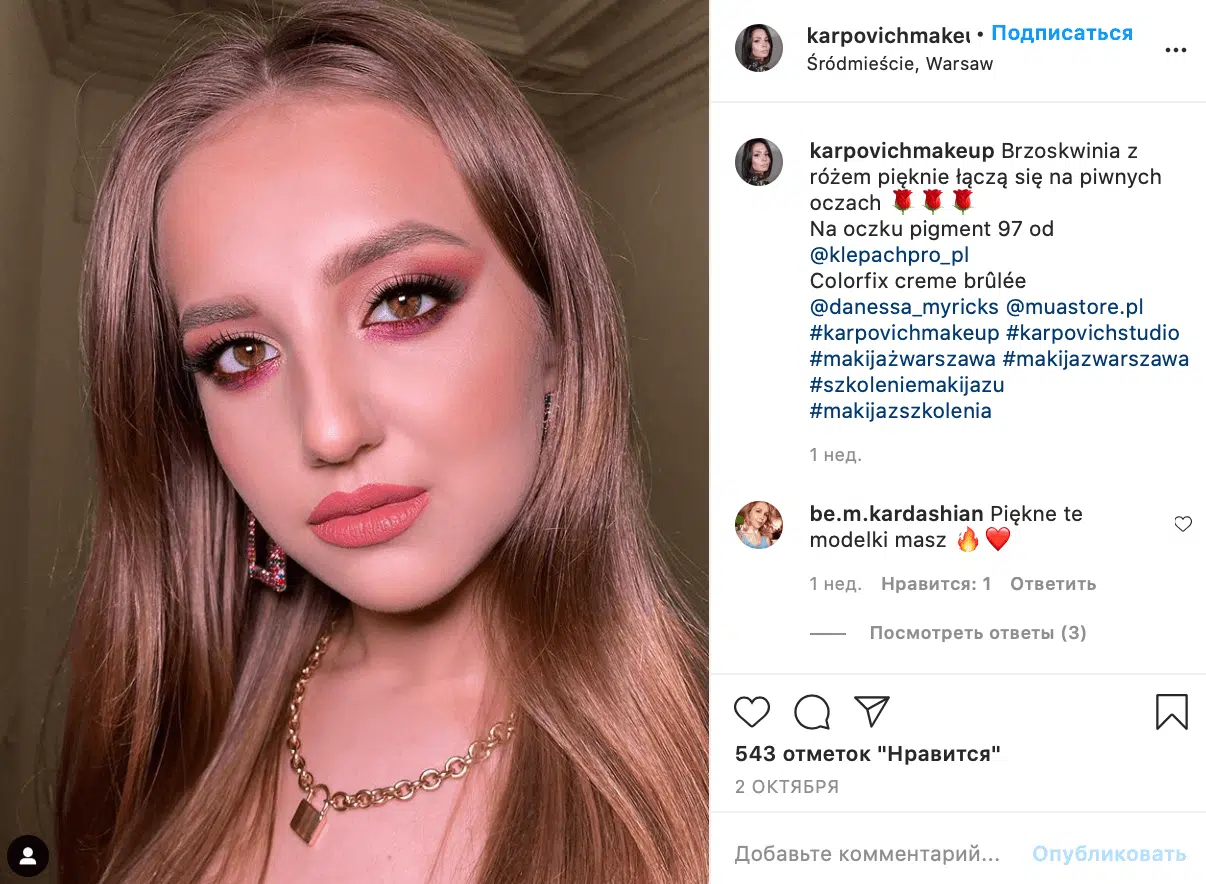 karpovichmakeu • Подписаться
Śródmieście, Warsaw
karpovichmakeup Brzoskwinia z
różem pięknie łączą się na piwnych
oczach 🌹🌹🌹
Na oczku pigment 97 od
@klepachpro_pl
Colorfix creme brûlée
@danessa_myricks @muastore.pl
#karpovichmakeup #karpovichstudio
#makijażwarszawa #makijazwarszawa
#szkoleniemakijazu
#makijazszkolenia
1 нед.
be.m.kardashian Piękne te
modelki masz 🔥❤️
1 нед. Нравится: 1 Ответить
Посмотреть ответы (3)
543 отметок "Нравится"
2 ОКТЯБРЯ
Добавьте комментарий... Опубликовать